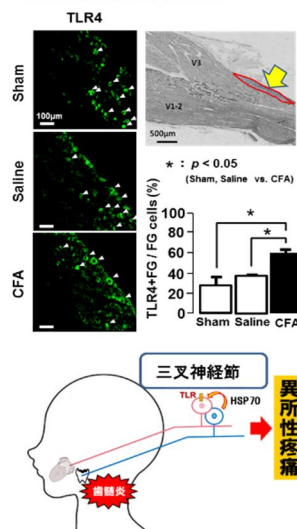 TLR4
Sham
100μm
Saline
CFA
V3
V1-2
500μm
* : p < 0.05
(Sham, Saline vs. CFA)
TLR4+FG / FG cells (%)
100
80
60
40
20
0
*
*
Sham Saline CFA
三叉神経節
TLR
HSP70
歯髄炎
異所性疼痛